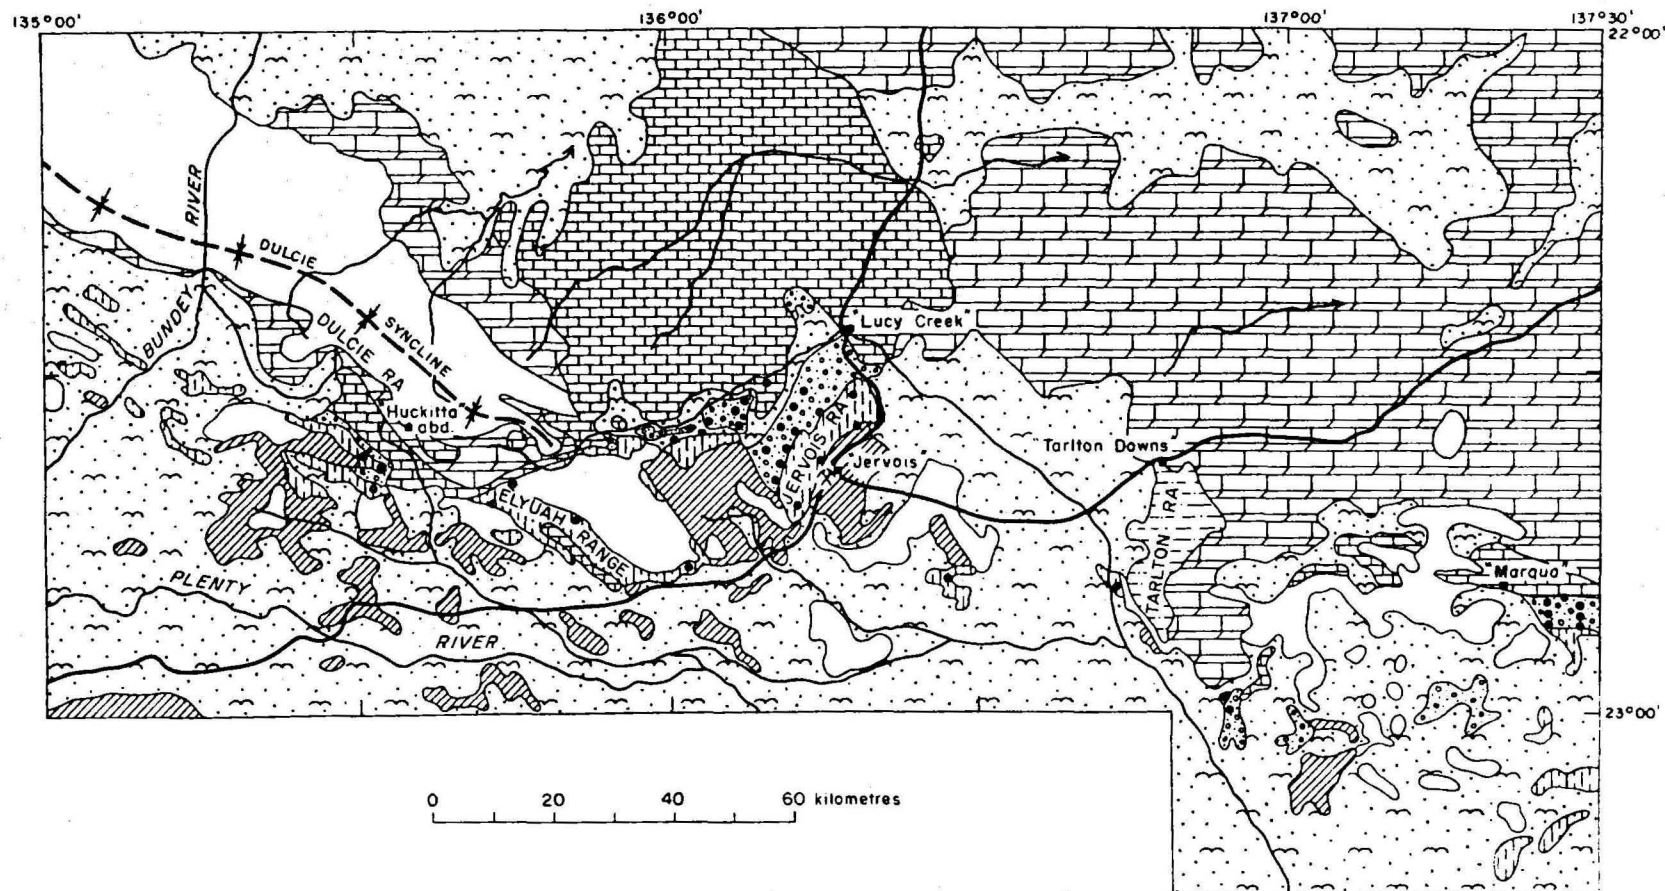 135°00'
136°00'
137°00'
137°30'
22°00'
RIVER
BUNDEY
DULCIE
SYNCLINE
DULCIE RA
"Lucy Creek"
Huckitta
abd.
JERVOIS RA
"Jervois"
"Tarlton Downs"
ELYUAH RANGE
TARLTON RA
"Marqua"
PLENTY
RIVER
23°00'
0 20 40 60 kilometres